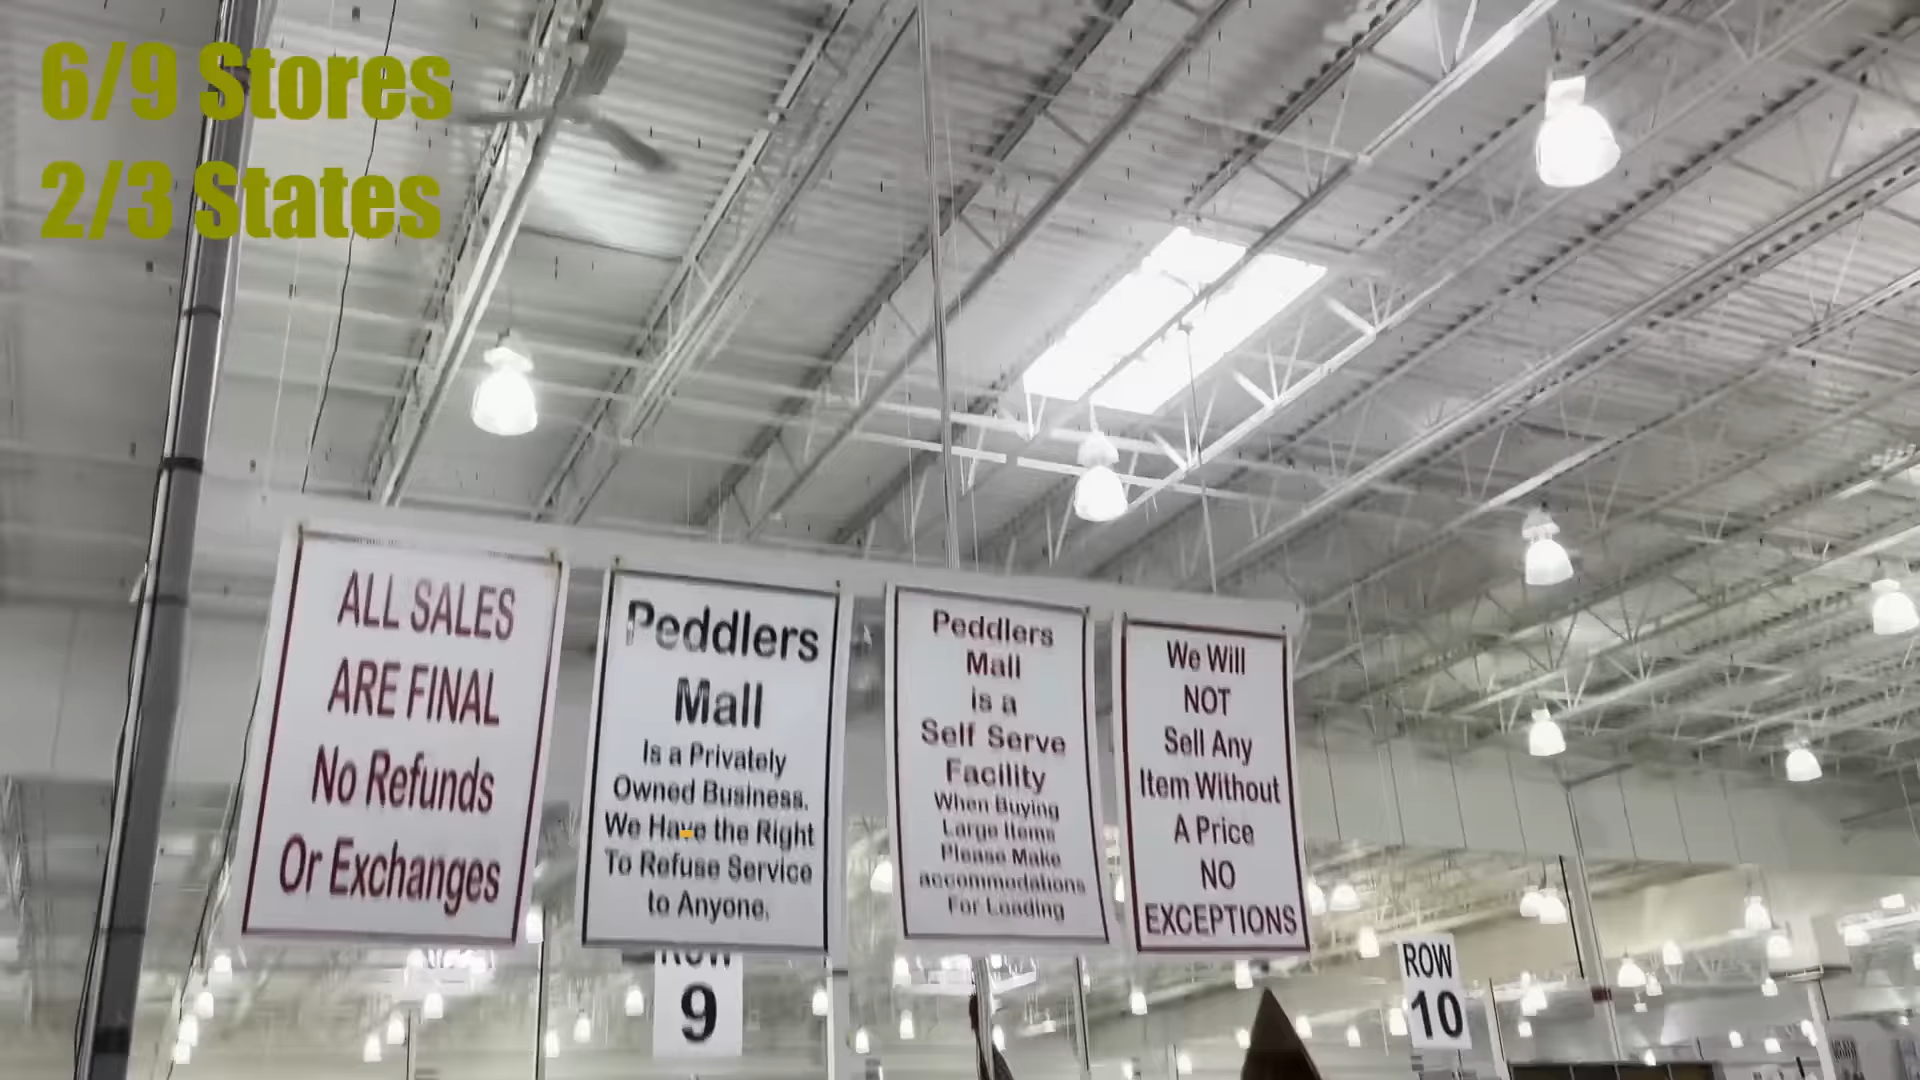 6/9 Stores
2/3 States
ALL SALES
ARE FINAL
No Refunds
Or Exchanges
Peddlers
Mall
Is a Privately
Owned Business.
We Have the Right
To Refuse Service
to Anyone.
Peddlers
Mall
is a
Self Serve
Facility
When Buying
Large Items
Please Make
accommodations
For Loading
We Will
NOT
Sell Any
Item Without
A Price
NO
EXCEPTIONS
ROW
9
ROW
10